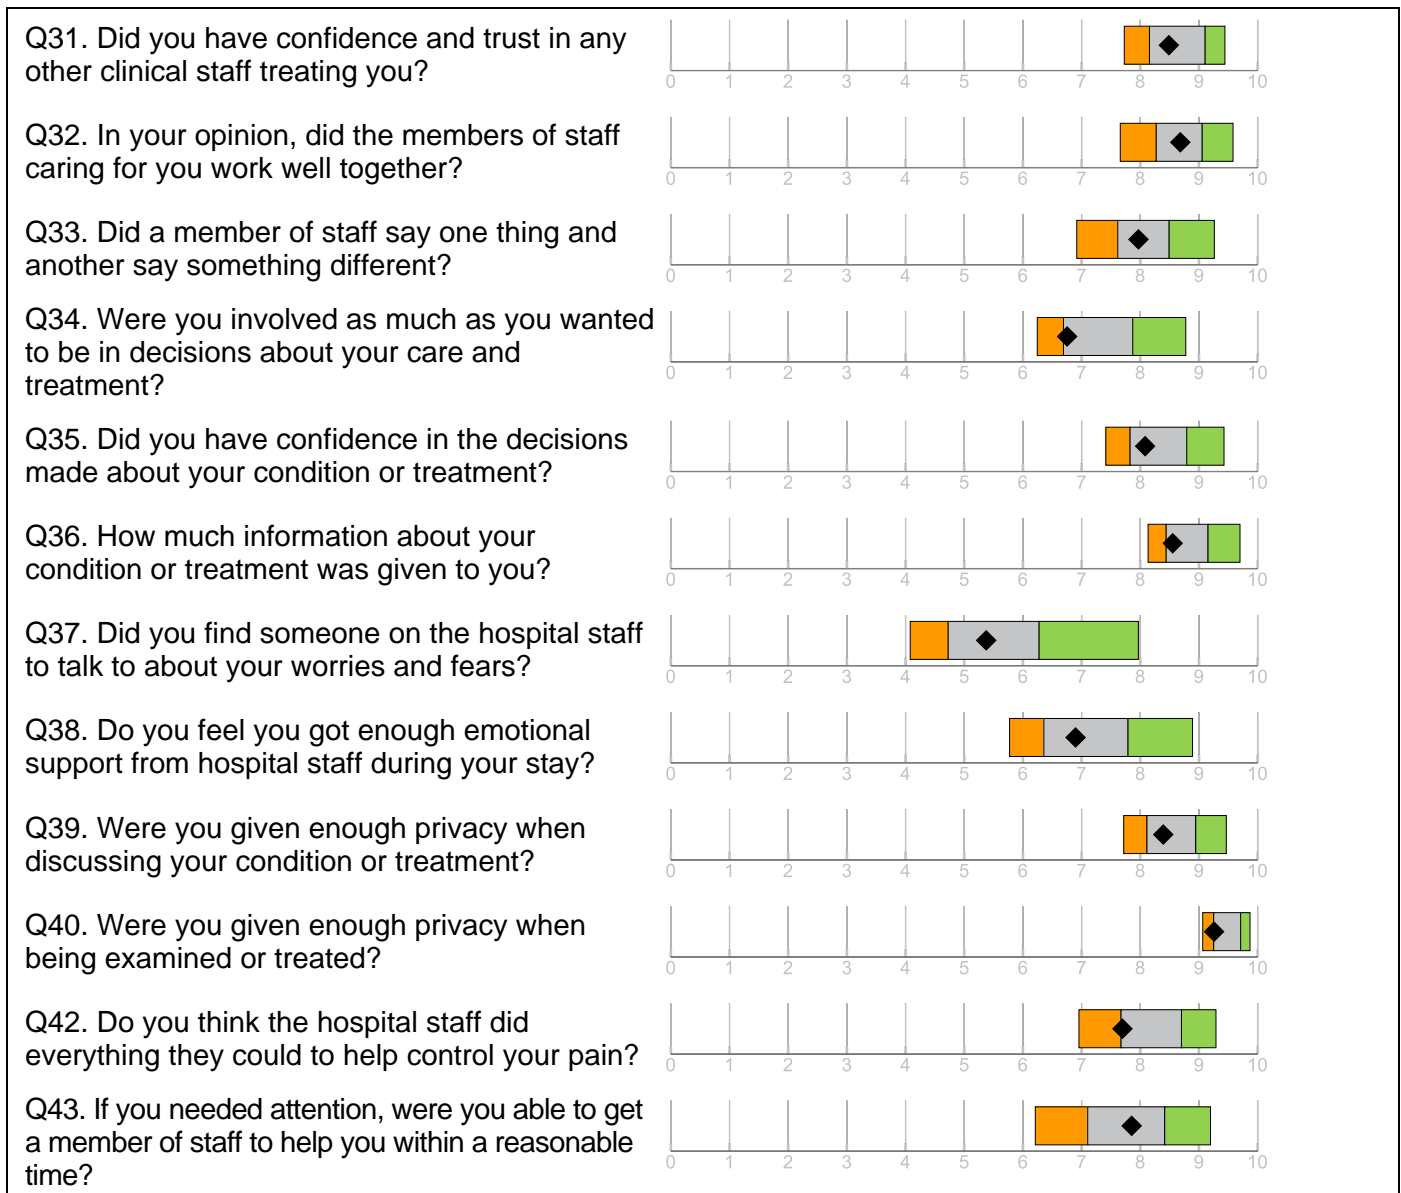 Q31. Did you have confidence and trust in any
other clinical staff treating you?
0 1 2 3 4 5 6 7 8 9 10
Q32. In your opinion, did the members of staff
caring for you work well together?
0 1 2 3 4 5 6 7 8 9 10
Q33. Did a member of staff say one thing and
another say something different?
0 1 2 3 4 5 6 7 8 9 10
Q34. Were you involved as much as you wanted
to be in decisions about your care and
treatment?
0 1 2 3 4 5 6 7 8 9 10
Q35. Did you have confidence in the decisions
made about your condition or treatment?
0 1 2 3 4 5 6 7 8 9 10
Q36. How much information about your
condition or treatment was given to you?
0 1 2 3 4 5 6 7 8 9 10
Q37. Did you find someone on the hospital staff
to talk to about your worries and fears?
0 1 2 3 4 5 6 7 8 9 10
Q38. Do you feel you got enough emotional
support from hospital staff during your stay?
0 1 2 3 4 5 6 7 8 9 10
Q39. Were you given enough privacy when
discussing your condition or treatment?
0 1 2 3 4 5 6 7 8 9 10
Q40. Were you given enough privacy when
being examined or treated?
0 1 2 3 4 5 6 7 8 9 10
Q42. Do you think the hospital staff did
everything they could to help control your pain?
0 1 2 3 4 5 6 7 8 9 10
Q43. If you needed attention, were you able to get
a member of staff to help you within a reasonable
time?
0 1 2 3 4 5 6 7 8 9 10